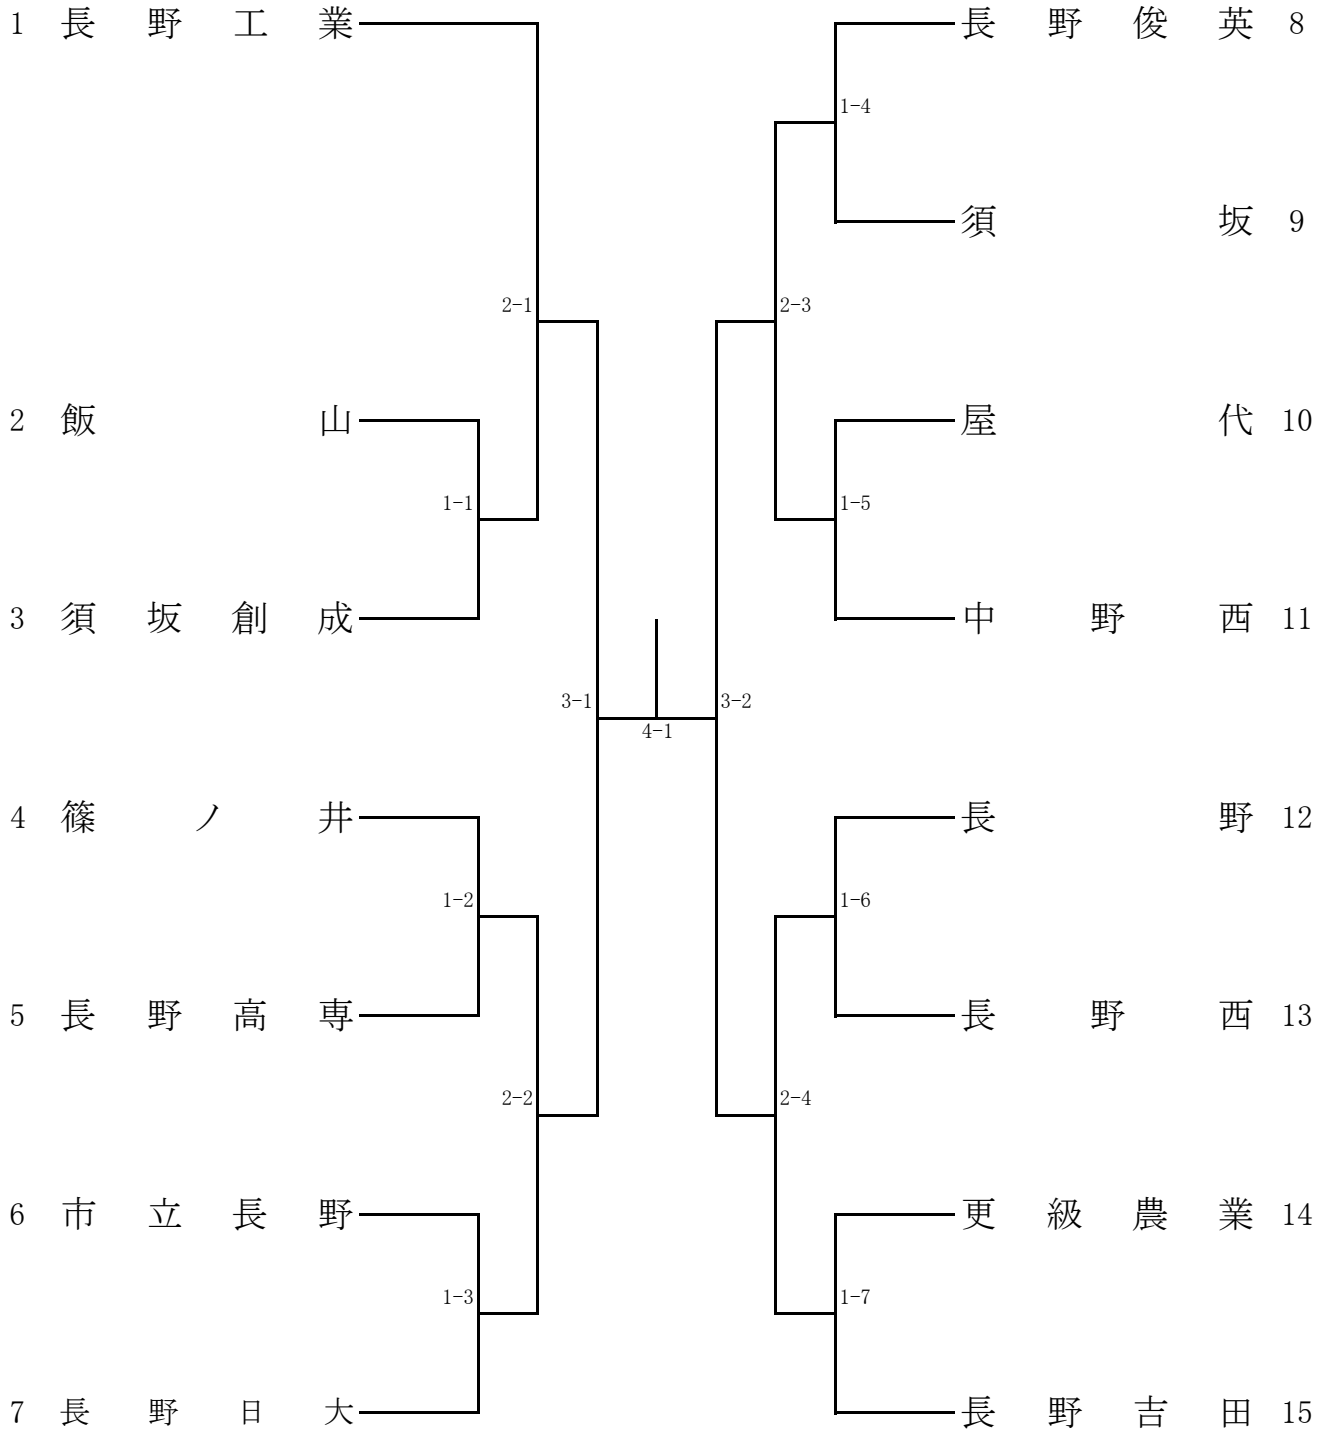 1 長野工業
長野俊英 8
1-4
須坂 9
2-1
2-3
2 飯山
屋代 10
1-1
1-5
3 須坂創成
中野西 11
3-1
3-2
4-1
4 篠ノ井
長野 12
1-2
1-6
5 長野高専
長野西 13
2-2
2-4
6 市立長野
更級農業 14
1-3
1-7
7 長野日大
長野吉田 15